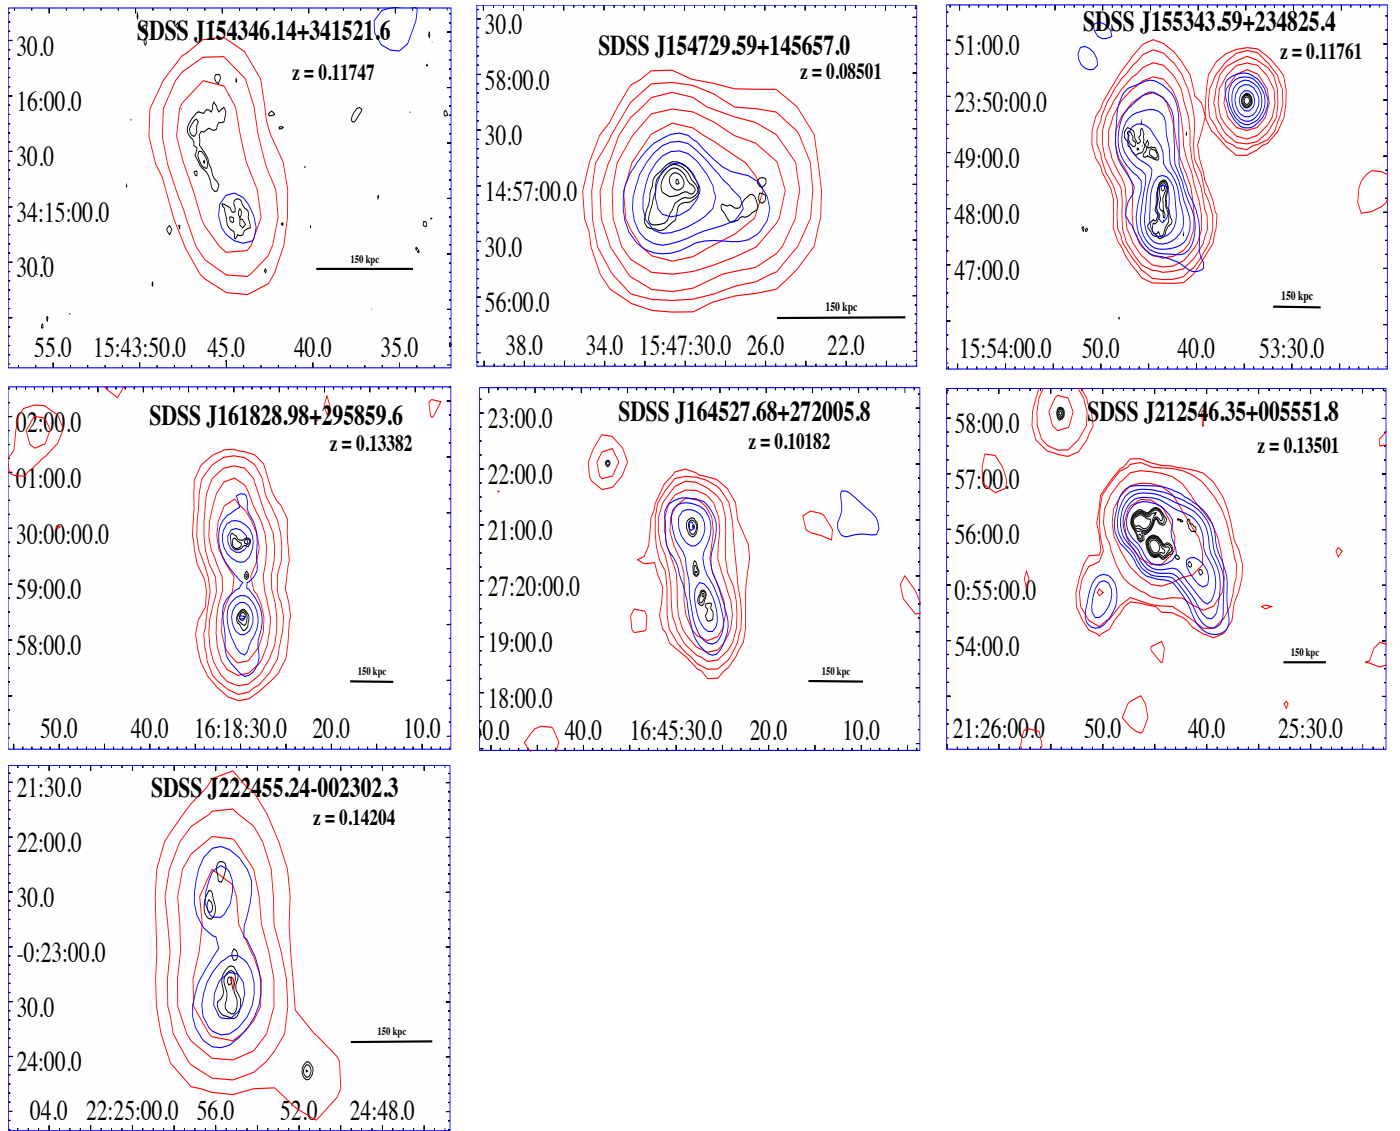 SDSS J154346.14+341521.6
z = 0.11747
30.0
16:00.0
30.0
34:15:00.0
30.0
150 kpc
55.0 15:43:50.0 45.0 40.0 35.0
SDSS J154729.59+145657.0
z = 0.08501
30.0
58:00.0
30.0
14:57:00.0
30.0
56:00.0
150 kpc
38.0 34.0 15:47:30.0 26.0 22.0
SDSS J155343.59+234825.4
z = 0.11761
51:00.0
23:50:00.0
49:00.0
48:00.0
47:00.0
150 kpc
15:54:00.0 50.0 40.0 53:30.0
SDSS J161828.98+295859.6
z = 0.13382
02:00.0
01:00.0
30:00:00.0
59:00.0
58:00.0
150 kpc
50.0 40.0 16:18:30.0 20.0 10.0
SDSS J164527.68+272005.8
z = 0.10182
23:00.0
22:00.0
21:00.0
27:20:00.0
19:00.0
18:00.0
150 kpc
40.0 16:45:30.0 20.0 10.0
SDSS J212546.35+005551.8
z = 0.13501
58:00.0
57:00.0
56:00.0
0:55:00.0
54:00.0
150 kpc
21:26:00.0 50.0 40.0 25:30.0
SDSS J222455.24-002302.3
z = 0.14204
21:30.0
22:00.0
30.0
-0:23:00.0
30.0
24:00.0
150 kpc
04.0 22:25:00.0 56.0 52.0 24:48.0